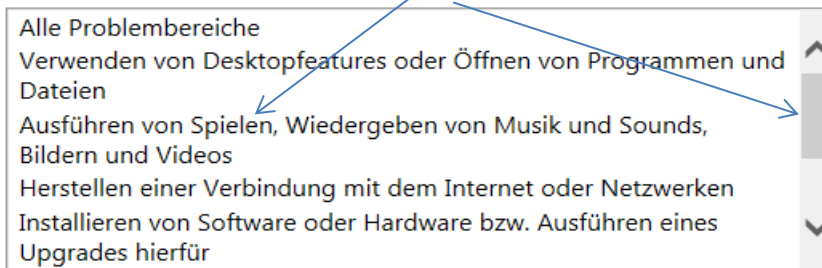 Alle Problembereiche
Verwenden von Desktopfeatures oder Öffnen von Programmen und
Dateien
Ausführen von Spielen, Wiedergeben von Musik und Sounds,
Bildern und Videos
Herstellen einer Verbindung mit dem Internet oder Netzwerken
Installieren von Software oder Hardware bzw. Ausführen eines
Upgrades hierfür